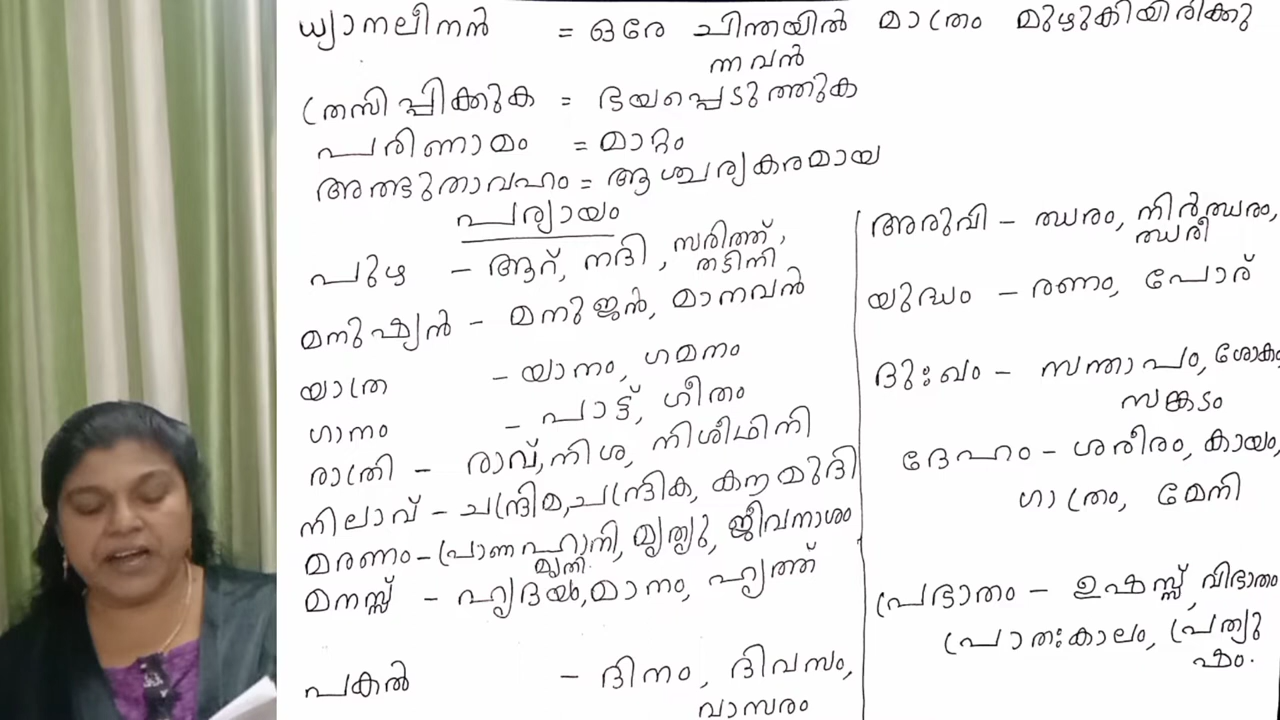 ധ്യാനലീനൻ = ഒരേ ചിന്തയിൽ മാത്രം മുഴുകിയിരിക്കു
ന്നവൻ
ത്രസിപ്പിക്കുക = ഭയപ്പെടുത്തുക
പരിണാമം = മാറ്റം
അത്ഭുതാവഹം = ആശ്ചര്യകരമായ
പര്യായം
പുഴ – ആറ്, നദി, സരിത്ത്,
തടിനി
മനുഷ്യൻ – മനുജൻ, മാനവൻ
യാത്ര – യാനം, ഗമനം
ഗാനം – പാട്ട്, ഗീതം
രാത്രി – രാവ്, നിശ, നിശീഥിനി
നിലാവ് – ചന്ദ്രിമ, ചന്ദ്രിക, കൗമുദി
മരണം – പ്രാണഹാനി, മൃത്യു, ജീവനാശം
മൃതി.
മനസ്സ് – ഹൃദയം, മാനം, ഹൃത്ത്
പകൽ – ദിനം, ദിവസം,
വാസരം
അരുവി – ഝരം, നിർഝരം,
ഝരി
യുദ്ധം – രണം, പോര്
ദുഃഖം – സന്താപം, ശോകം
സങ്കടം
ദേഹം – ശരീരം, കായം,
ഗാത്രം, മേനി
പ്രഭാതം – ഉഷസ്സ്, വിഭാതം
പ്രാതഃകാലം, പ്രത്യു
ഷം.